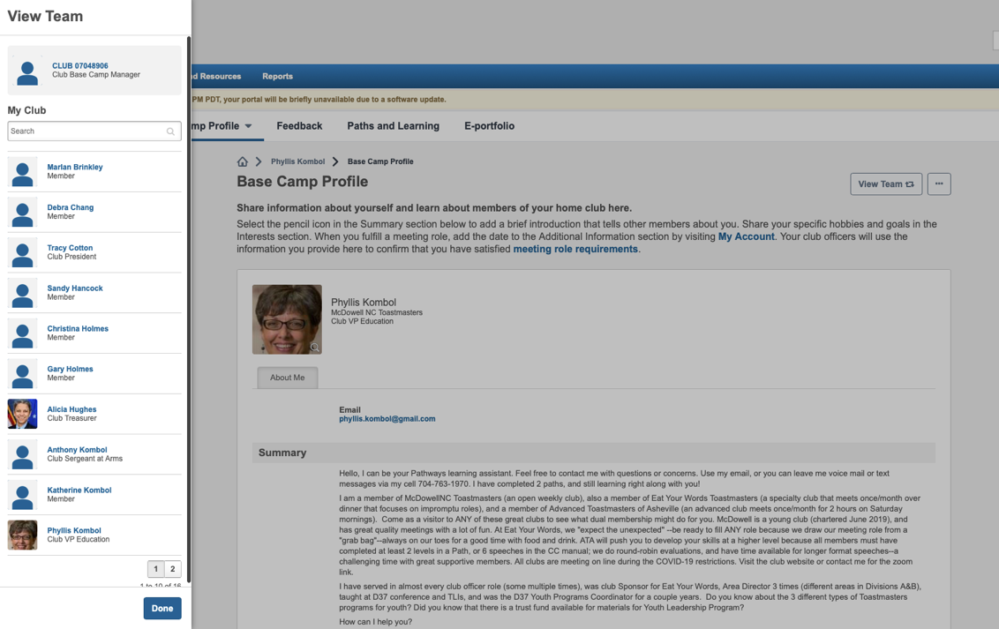 View Team
CLUB 07048906
Club Base Camp Manager
My Club
Search
Marlan Brinkley
Member
Debra Chang
Member
Tracy Cotton
Club President
Sandy Hancock
Member
Christina Holmes
Member
Gary Holmes
Member
Alicia Hughes
Club Treasurer
Anthony Kombol
Club Sergeant at Arms
Katherine Kombol
Member
Phyllis Kombol
Club VP Education
1 2
1 to 10 of 16
Done
d Resources Reports
PM PDT, your portal will be briefly unavailable due to a software update.
mp Profile Feedback Paths and Learning E-portfolio
Phyllis Kombol Base Camp Profile
Base Camp Profile
View Team ...
Share information about yourself and learn about members of your home club here.
Select the pencil icon in the Summary section below to add a brief introduction that tells other members about you. Share your specific hobbies and goals in the
Interests section. When you fulfill a meeting role, add the date to the Additional Information section by visiting My Account. Your club officers will use the
information you provide here to confirm that you have satisfied meeting role requirements.
Phyllis Kombol
McDowell NC Toastmasters
Club VP Education
About Me
Email
phyllis.kombol@gmail.com
Summary
Hello, I can be your Pathways learning assistant. Feel free to contact me with questions or concerns. Use my email, or you can leave me voice mail or text
messages via my cell 704-763-1970. I have completed 2 paths, and still learning right along with you!
I am a member of McDowellNC Toastmasters (an open weekly club), also a member of Eat Your Words Toastmasters (a specialty club that meets once/month over
dinner that focuses on impromptu roles), and a member of Advanced Toastmasters of Asheville (an advanced club meets once/month for 2 hours on Saturday
mornings). Come as a visitor to ANY of these great clubs to see what dual membership might do for you. McDowell is a young club (chartered June 2019), and
has great quality meetings with a lot of fun. At Eat Your Words, we "expect the unexpected" --be ready to fill ANY role because we draw our meeting role from a
"grab bag"--always on our toes for a good time with food and drink. ATA will push you to develop your skills at a higher level because all members must have
completed at least 2 levels in a Path, or 6 speeches in the CC manual; we do round-robin evaluations, and have time available for longer format speeches--a
challenging time with great supportive members. All clubs are meeting on line during the COVID-19 restrictions. Visit the club website or contact me for the zoom
link.
I have served in almost every club officer role (some multiple times), was club Sponsor for Eat Your Words, Area Director 3 times (different areas in Divisions A&B),
taught at D37 conference and TLIs, and was the D37 Youth Programs Coordinator for a couple years. Do you know about the 3 different types of Toastmasters
programs for youth? Did you know that there is a trust fund available for materials for Youth Leadership Program?
How can I help you?